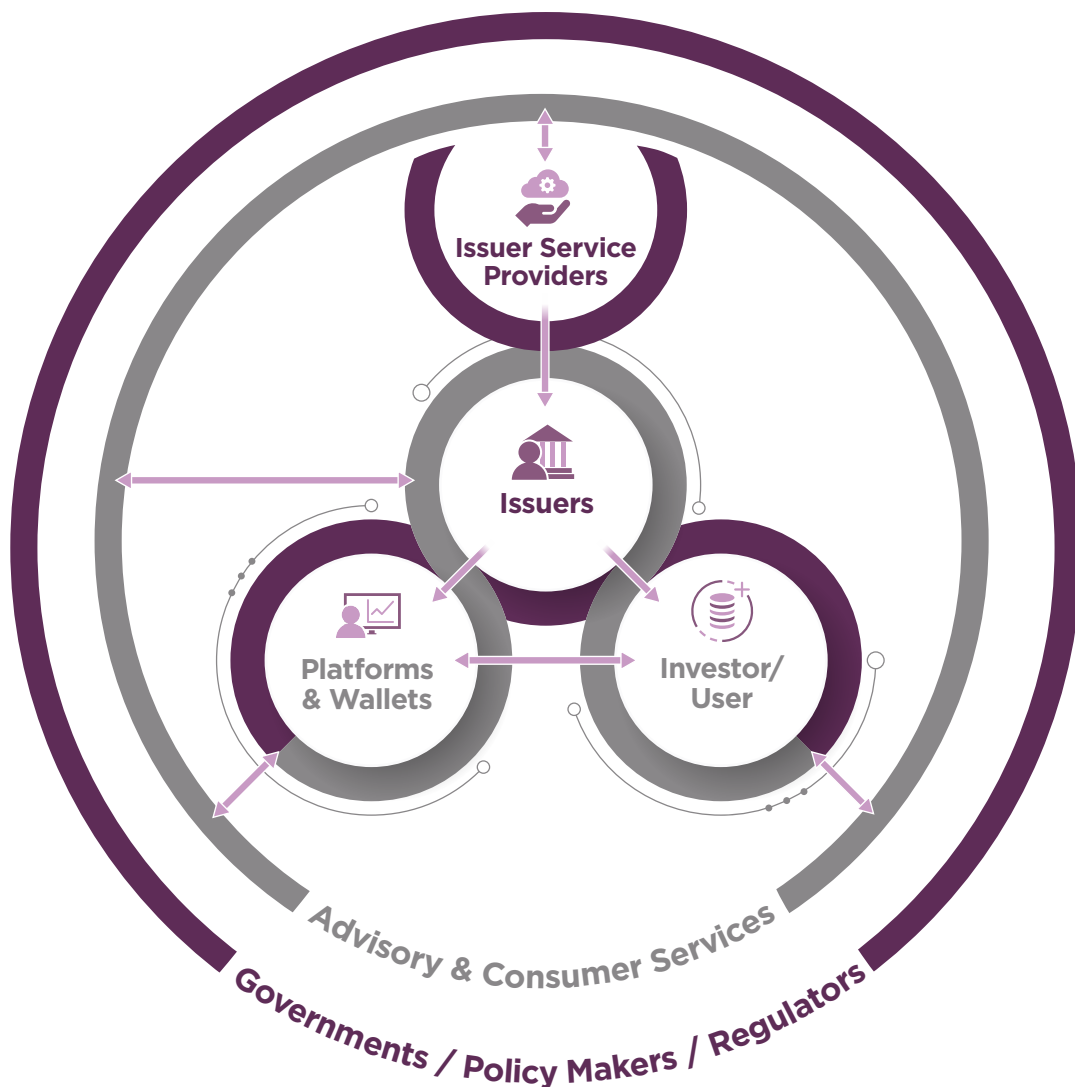 Issuer Service
Providers
Issuers
Platforms
& Wallets
Investor/
User
Advisory & Consumer Services
Governments / Policy Makers / Regulators